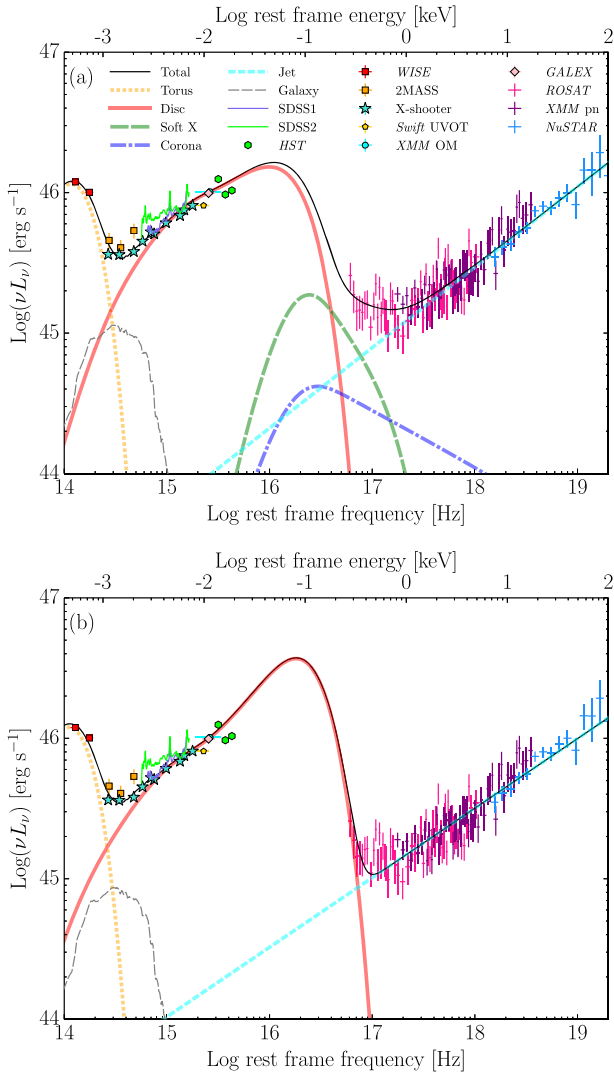 Log rest frame energy [keV]
-3 -2 -1 0 1 2
47
(a)
Total Jet WISE GALEX
Torus Galaxy 2MASS ROSAT
Disc SDSS1 X-shooter XMM pn
Soft X SDSS2 Swift UVOT NuSTAR
Corona HST XMM OM
46
Log(νLν) [erg s⁻¹]
45
44
14 15 16 17 18 19
Log rest frame frequency [Hz]
Log rest frame energy [keV]
-3 -2 -1 0 1 2
47
(b)
46
Log(νLν) [erg s⁻¹]
45
44
14 15 16 17 18 19
Log rest frame frequency [Hz]